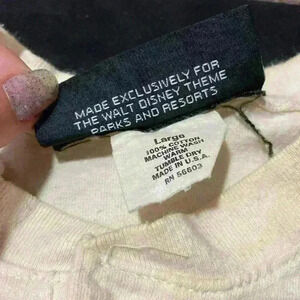 MADE EXCLUSIVELY FOR
THE WALT DISNEY THEME
PARKS AND RESORTS
Large
100% COTTON
MACHINE WASH
WARM
TUMBLE DRY
MADE IN U.S.A.
RN 56603